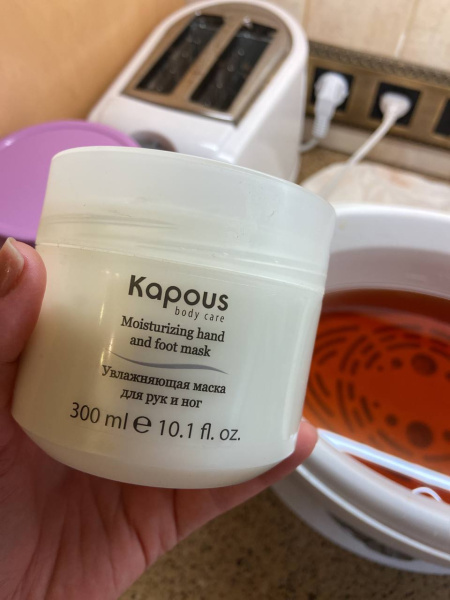 Kapous
body care
Moisturizing hand
and foot mask
Увлажняющая маска
для рук и ног
300 ml ℮ 10.1 fl. oz.